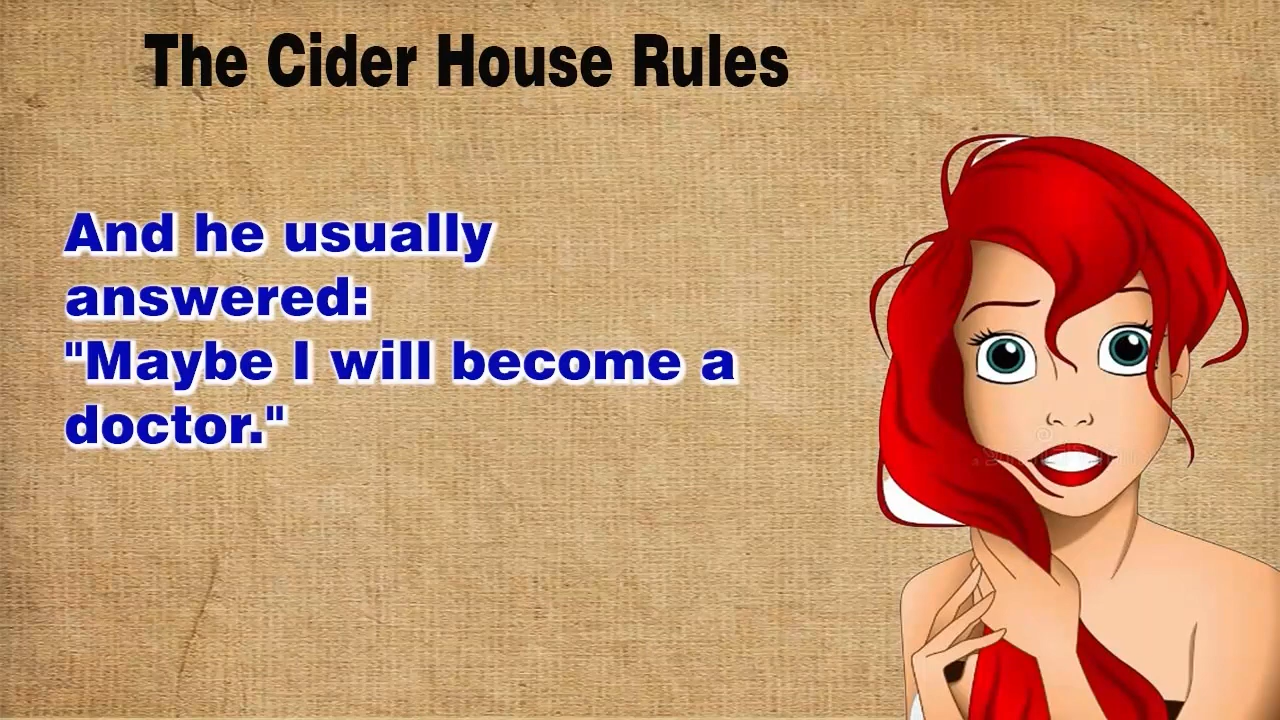 The Cider House Rules
And he usually
answered:
"Maybe I will become a
doctor."